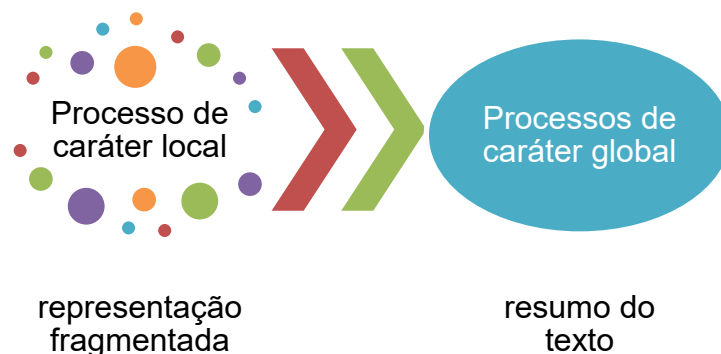 Processo de
caráter local
Processos de
caráter global
representação
fragmentada
resumo do
texto